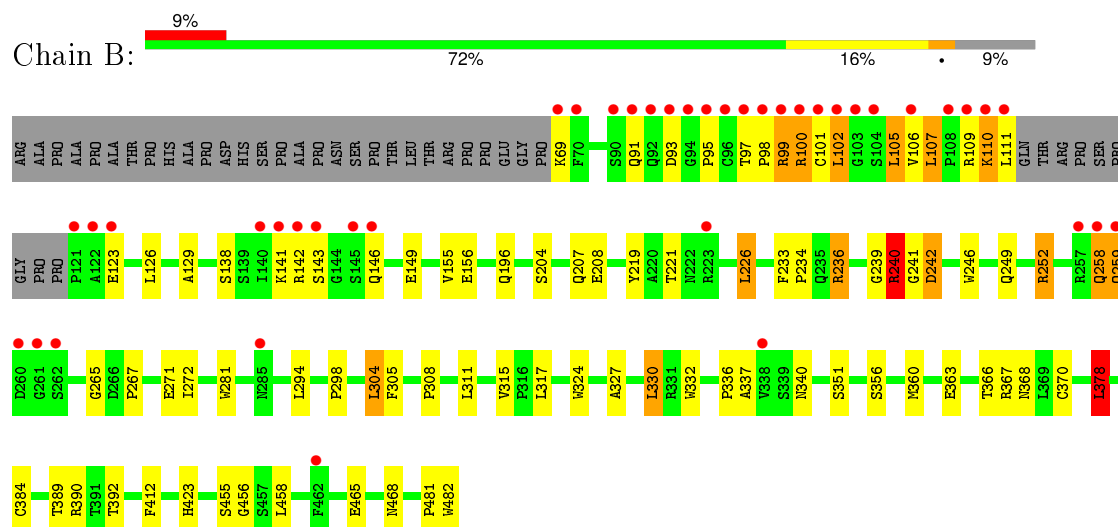 9%
Chain B:
72% 16% • 9%
ARG ALA PRO ALA PRO ALA THR PRO HIS ALA PRO ASP HIS SER PRO ALA PRO ASN SER PRO THR LEU THR ARG PRO PRO GLU GLY PRO K69 F70 S90 Q91 Q92 D93 G94 P95 C96 T97 P98 R99 R100 C101 L102 G103 S104 L105 V106 L107 P108 R109 K110 L111 GLN THR ARG PRO SER PRO
GLY PRO PRO P121 A122 E123 L126 A129 S138 S139 I140 K141 R142 S143 G144 S145 Q146 E149 V155 E156 Q196 S204 Q207 E208 Y219 A220 T221 N222 R223 L226 F233 P234 Q235 R236 G239 R240 G241 D242 W246 Q249 R252 R257 Q258 Q259
D260 G261 S262 G265 D266 P267 E271 I272 W281 N285 L294 P298 L304 F305 P308 L311 V315 P316 L317 W324 A327 L330 R331 W332 P336 A337 V338 S339 N340 S351 S356 M360 E363 T366 R367 N368 L369 C370 L378
C384 T389 R390 T391 T392 F412 H423 S455 G456 S457 L458 F462 E465 N468 P481 W482